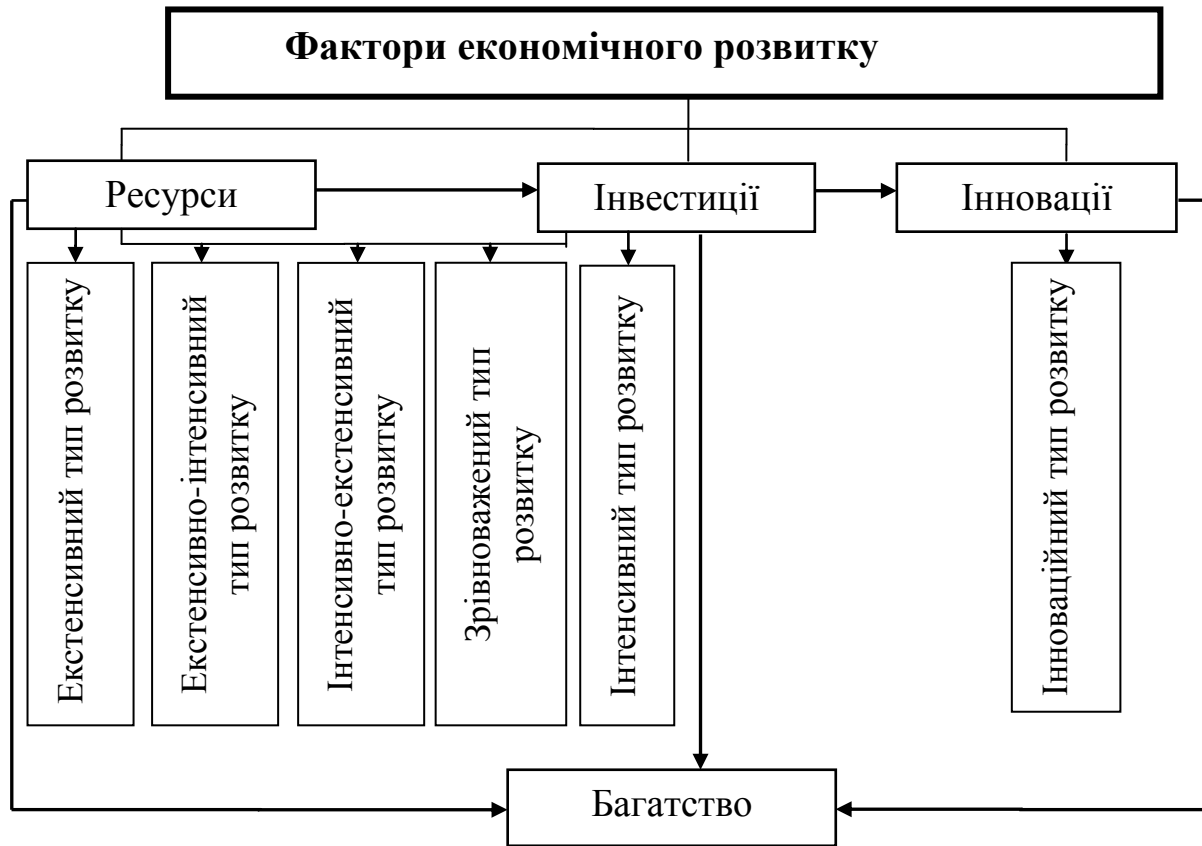 Фактори економічного розвитку
Ресурси
Інвестиції
Інновації
Екстенсивний тип розвитку
Екстенсивно-інтенсивний
тип розвитку
Інтенсивно-екстенсивний
тип розвитку
Зрівноважений тип
розвитку
Інтенсивний тип розвитку
Інноваційний тип розвитку
Багатство